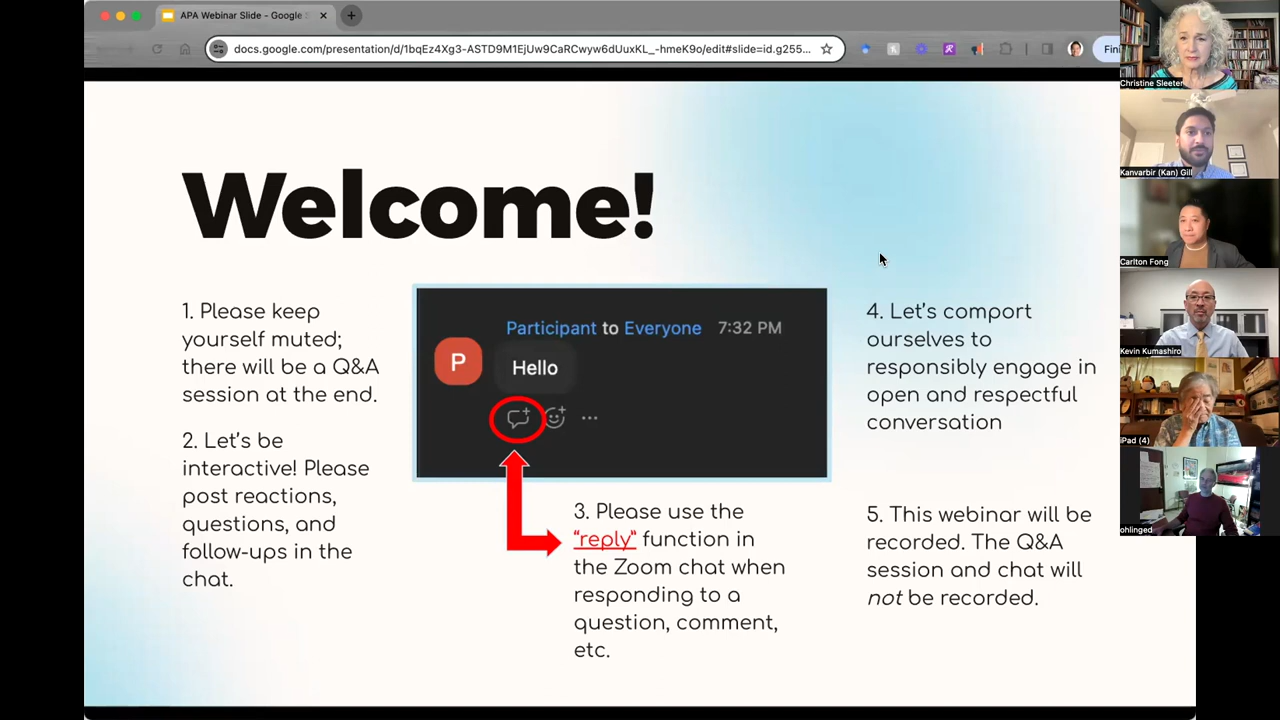 APA Webinar Slide - Google
docs.google.com/presentation/d/1bqEz4Xg3-ASTD9M1EjUw9CaRCwyw6dUuxKL_-hmeK9o/edit#slide=id.g255...
Welcome!
1. Please keep
yourself muted;
there will be a Q&A
session at the end.
2. Let's be
interactive! Please
post reactions,
questions, and
follow-ups in the
chat.
Participant to Everyone 7:32 PM
P
Hello
3. Please use the
"reply" function in
the Zoom chat when
responding to a
question, comment,
etc.
4. Let's comport
ourselves to
responsibly engage in
open and respectful
conversation
5. This webinar will be
recorded. The Q&A
session and chat will
not be recorded.
Christine Sleeter
Kanvarbir (Kan) Gill
Carlton Fong
Kevin Kumashiro
iPad (4)
ohlinged